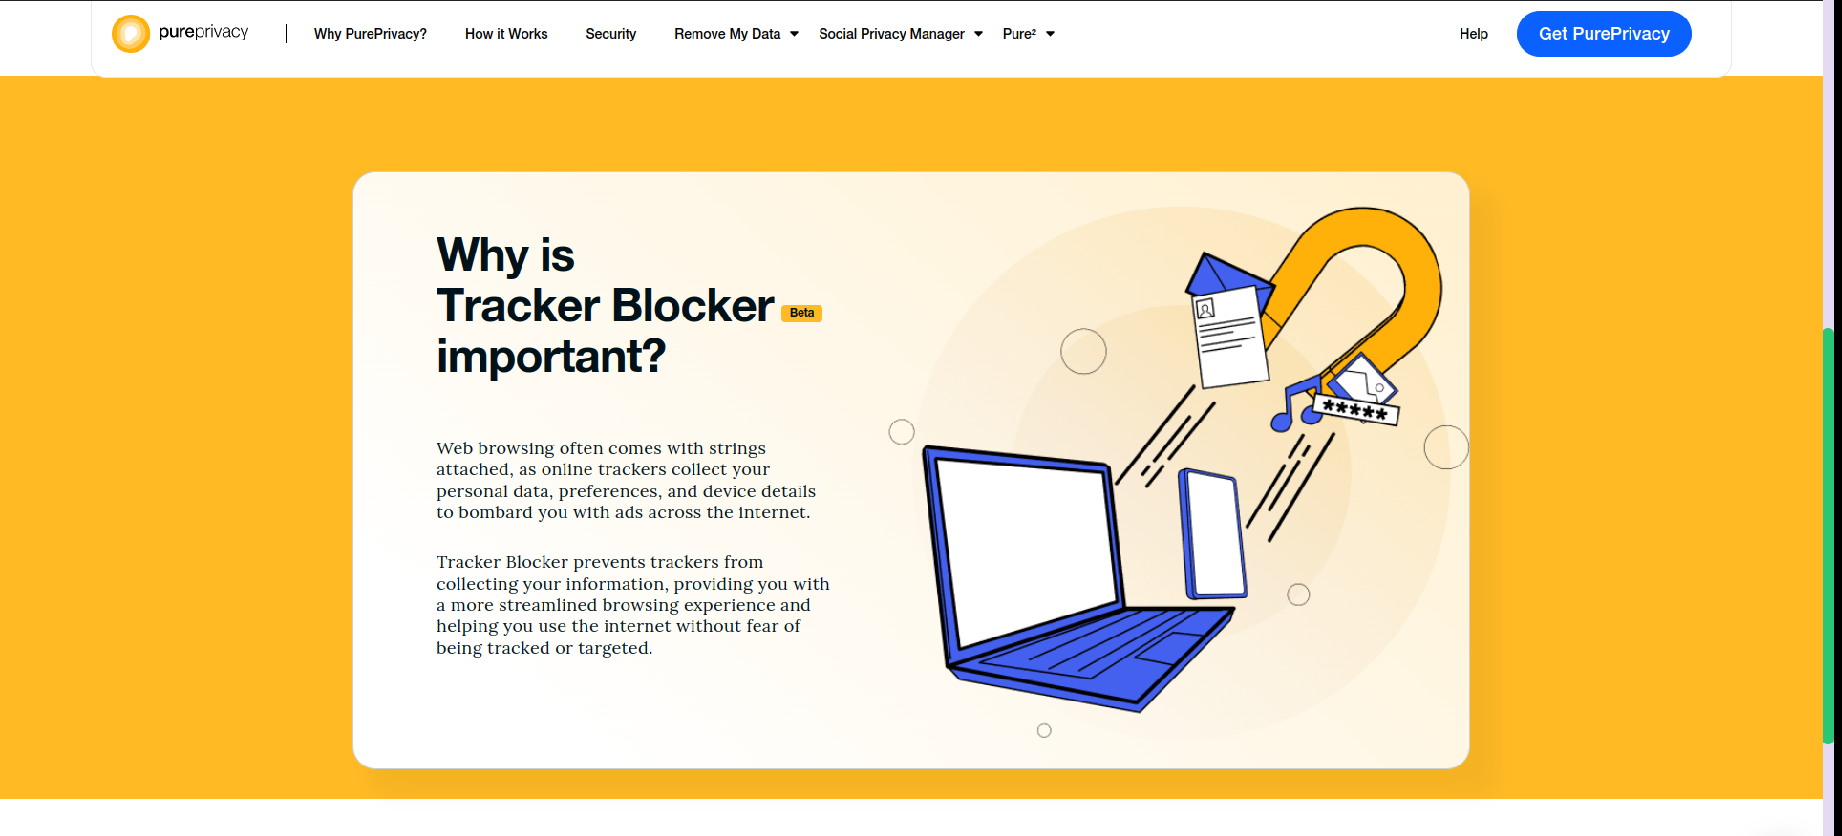 pureprivacy
Why PurePrivacy?
How it Works
Security
Remove My Data
Social Privacy Manager
Pure²
Help
Get PurePrivacy
Why is
Tracker Blocker Beta
important?
Web browsing often comes with strings
attached, as online trackers collect your
personal data, preferences, and device details
to bombard you with ads across the internet.
Tracker Blocker prevents trackers from
collecting your information, providing you with
a more streamlined browsing experience and
helping you use the internet without fear of
being tracked or targeted.
*****